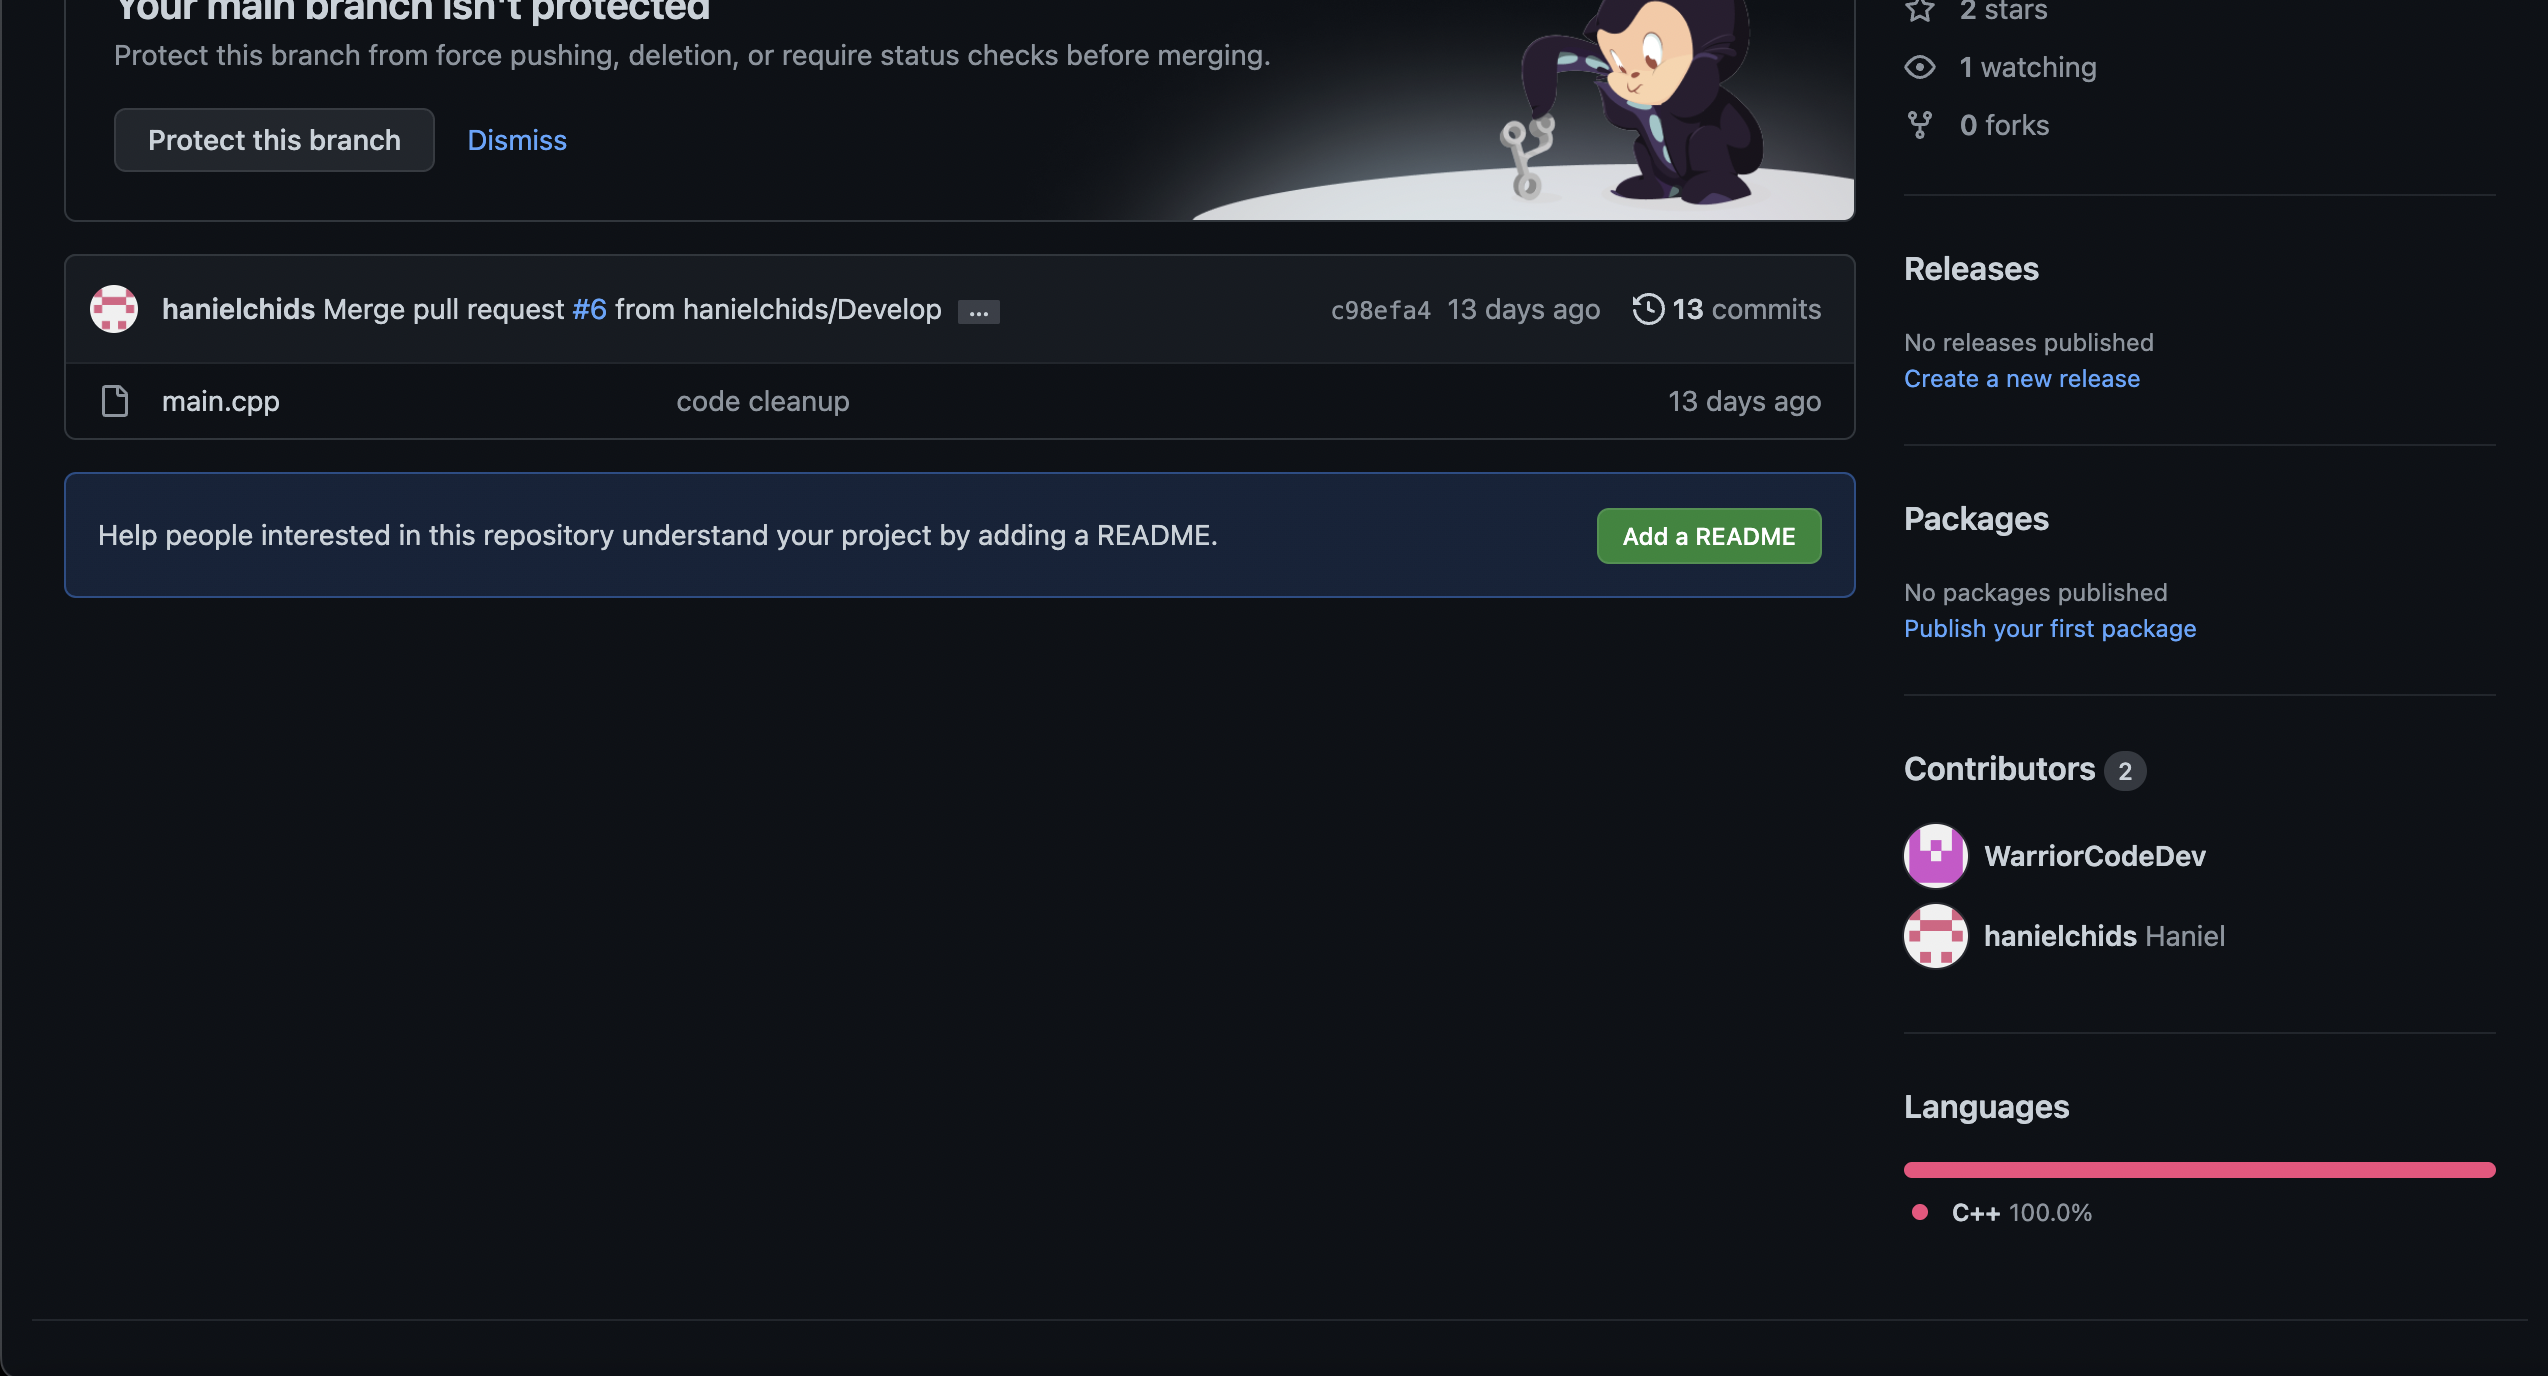 Your main branch isn't protected
Protect this branch from force pushing, deletion, or require status checks before merging.
Protect this branch Dismiss
hanielchids Merge pull request #6 from hanielchids/Develop ... c98efa4 13 days ago 13 commits
main.cpp code cleanup 13 days ago
Help people interested in this repository understand your project by adding a README. Add a README
2 stars
1 watching
0 forks
Releases
No releases published
Create a new release
Packages
No packages published
Publish your first package
Contributors 2
WarriorCodeDev
hanielchids Haniel
Languages
C++ 100.0%